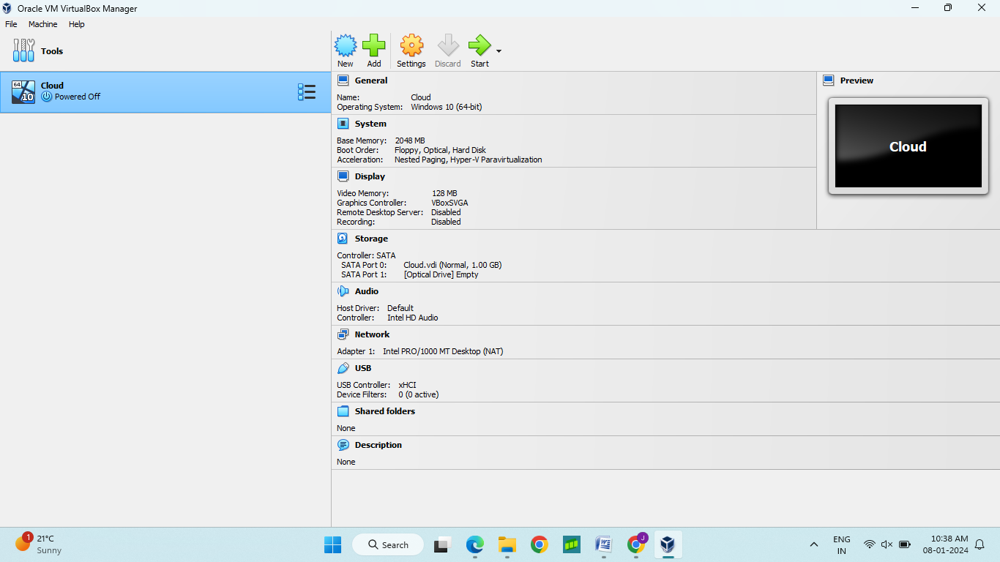 Oracle VM VirtualBox Manager
File Machine Help
Tools
New Add Settings Discard Start
64 10 Cloud
Powered Off
General
Name: Cloud
Operating System: Windows 10 (64-bit)
System
Base Memory: 2048 MB
Boot Order: Floppy, Optical, Hard Disk
Acceleration: Nested Paging, Hyper-V Paravirtualization
Display
Video Memory: 128 MB
Graphics Controller: VBoxSVGA
Remote Desktop Server: Disabled
Recording: Disabled
Preview
Cloud
Storage
Controller: SATA
SATA Port 0: Cloud.vdi (Normal, 1.00 GB)
SATA Port 1: [Optical Drive] Empty
Audio
Host Driver: Default
Controller: Intel HD Audio
Network
Adapter 1: Intel PRO/1000 MT Desktop (NAT)
USB
USB Controller: xHCI
Device Filters: 0 (0 active)
Shared folders
None
Description
None
1 21°C
Sunny
Search
W
J
ENG
IN
10:38 AM
08-01-2024